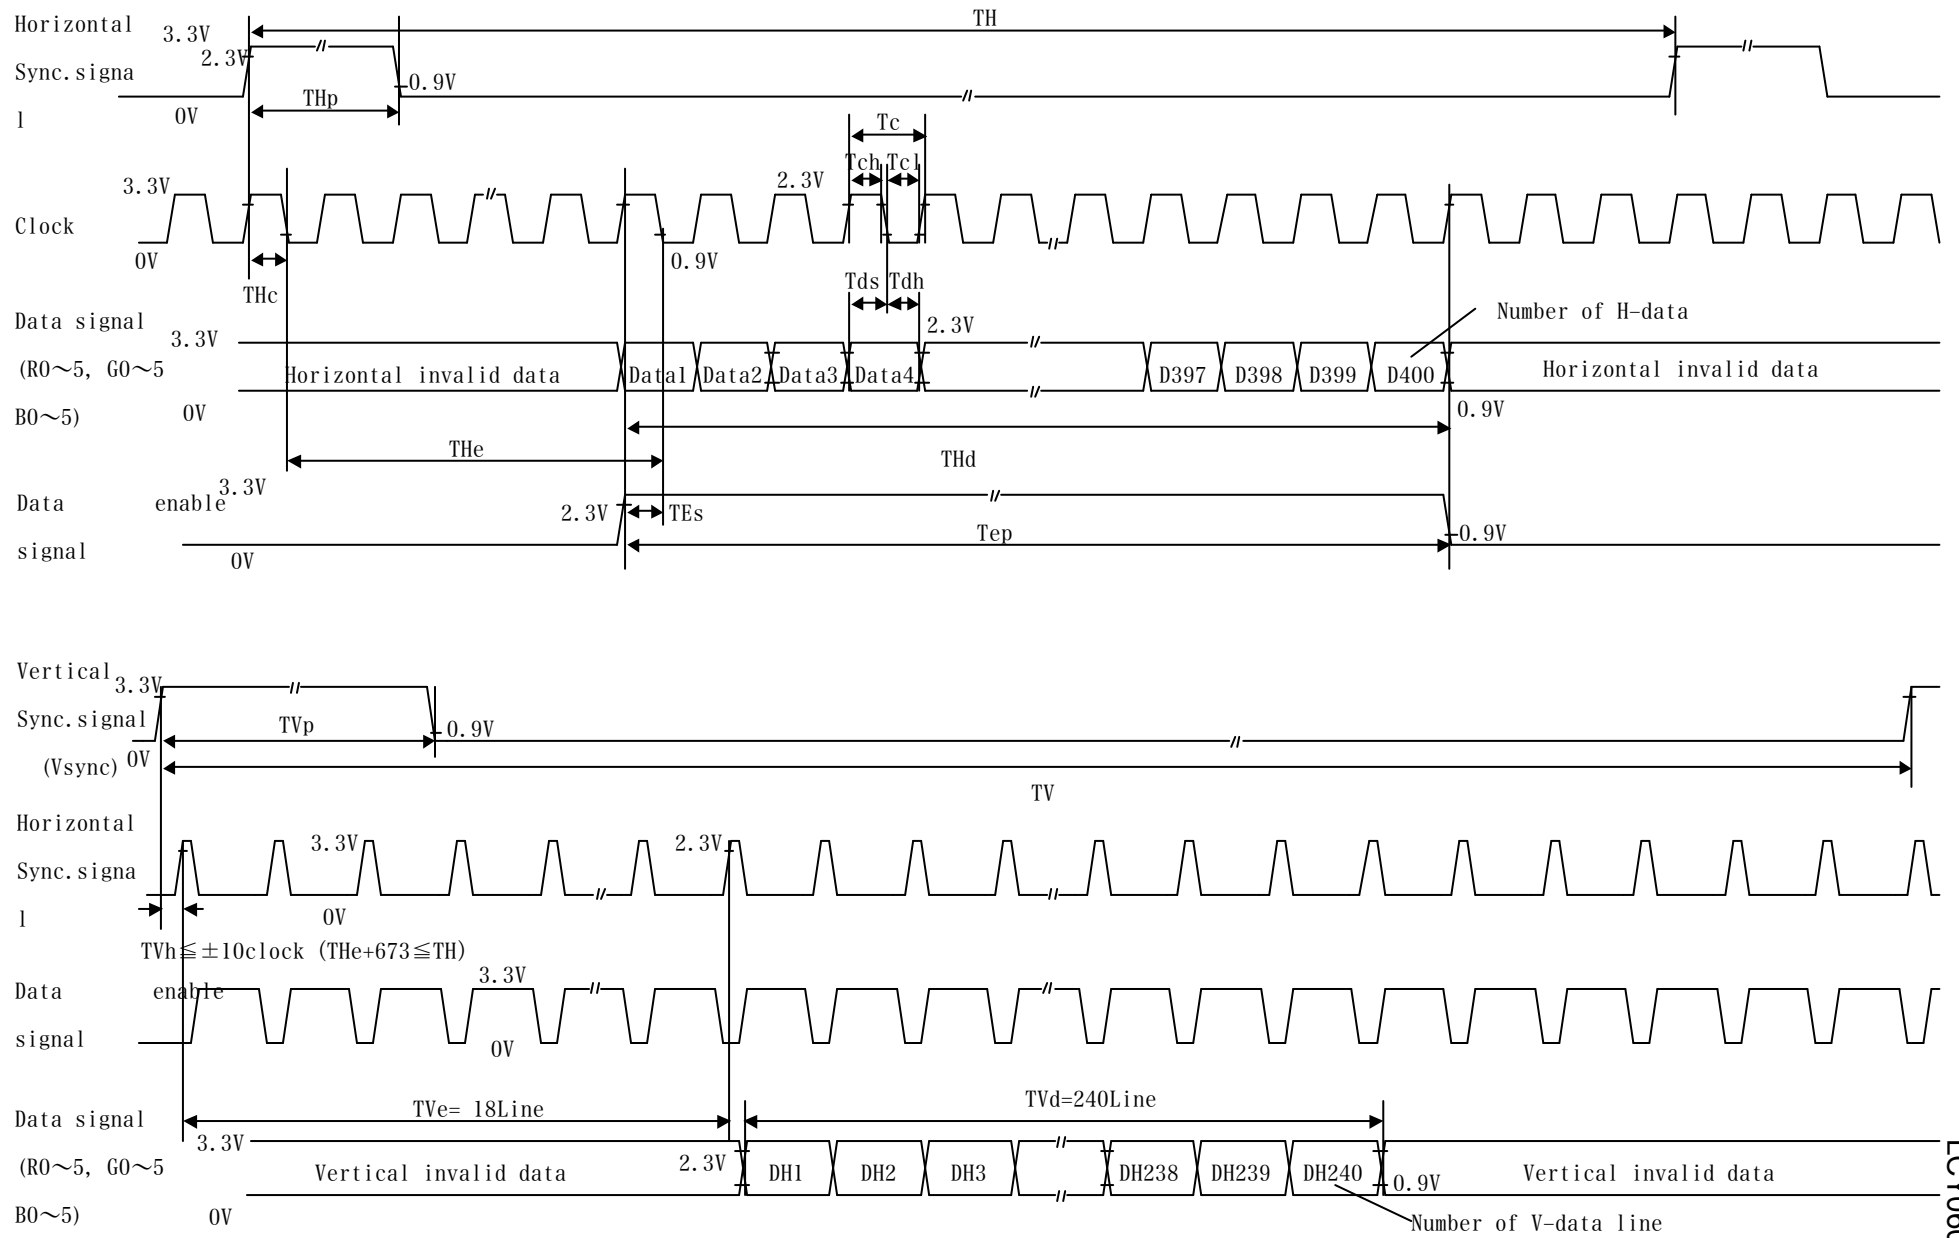 Horizontal
Sync.signa
l
3.3V
2.3V
0V
TH
THp
0.9V
Tc
Tch Tcl
3.3V
2.3V
Clock
0V
THc
0.9V
Tds Tdh
Data signal
(R0～5, G0～5
B0～5)
3.3V
0V
2.3V
Number of H-data
Horizontal invalid data
Data1 Data2 Data3 Data4
D397 D398 D399 D400
Horizontal invalid data
0.9V
THe
THd
Data enable
signal
3.3V
2.3V
0V
TEs
Tep
0.9V
Vertical
Sync.signal
(Vsync)
3.3V
0V
TVp
0.9V
TV
Horizontal
Sync.signa
l
3.3V
2.3V
0V
TVh≦±10clock (THe+673≦TH)
Data enable
signal
3.3V
0V
TVe= 18Line
TVd=240Line
Data signal
(R0～5, G0～5
B0～5)
3.3V
0V
Vertical invalid data
2.3V
DH1 DH2 DH3
DH238 DH239 DH240
0.9V
Vertical invalid data
Number of V-data line